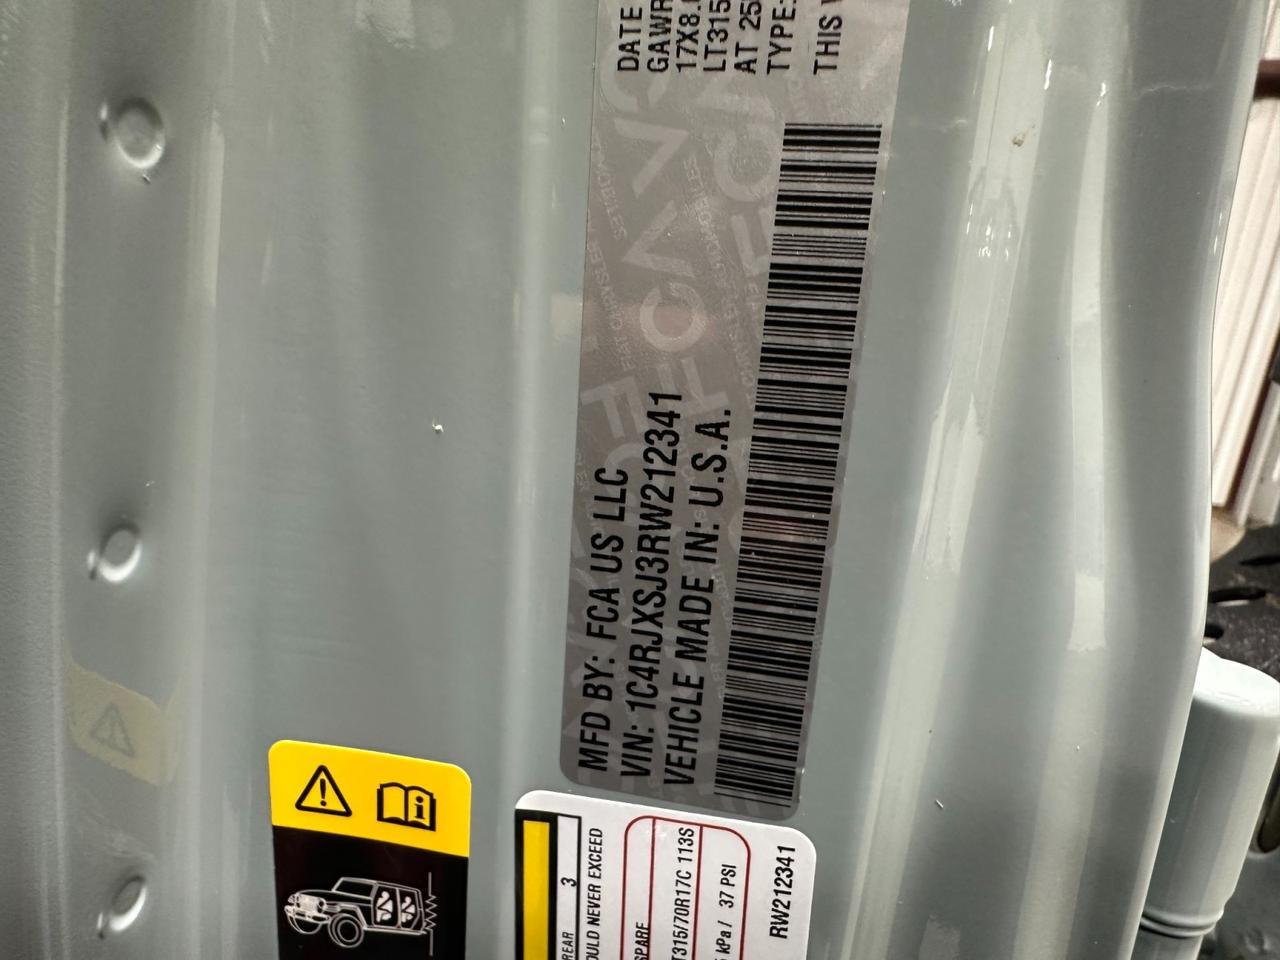 MFD BY: FCA US LLC
VIN: 1C4RJXSJ3RW212341
VEHICLE MADE IN: U.S.A.
DATE
GAWR
17X8.
LT315
AT 25
TYPE:
THIS V
REAR 3
OULD NEVER EXCEED
SPARE
T315/70R17C 113S
kPa / 37 PSI
RW212341